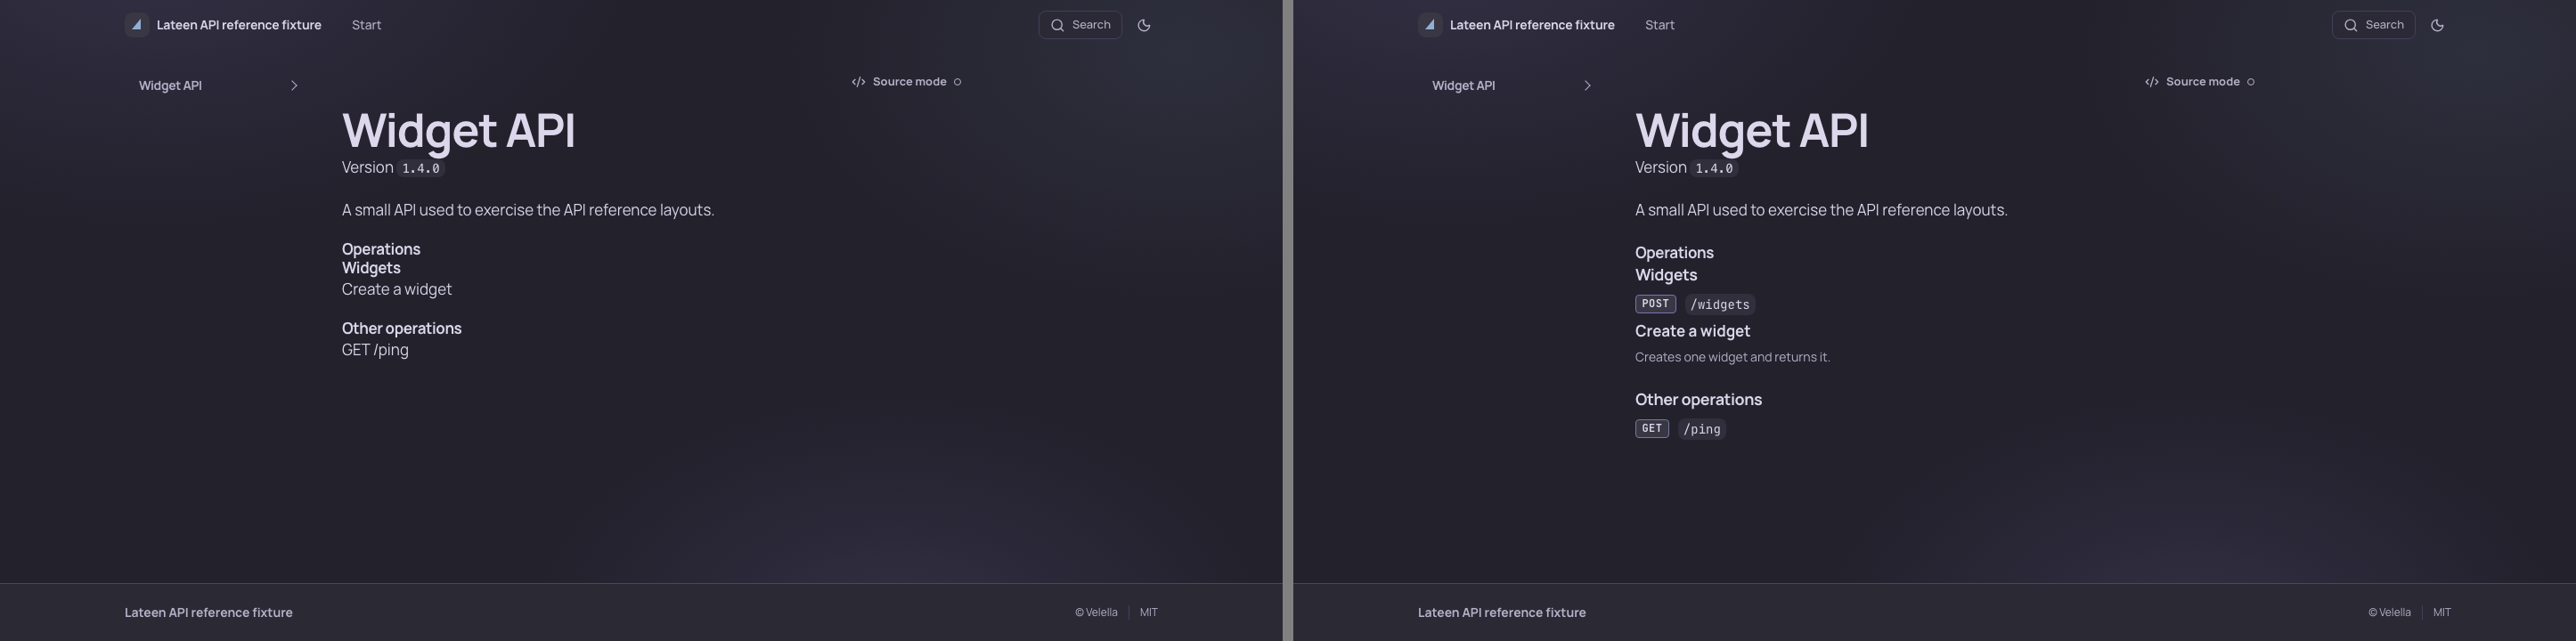 Lateen API reference fixture Start Search
Widget API
Source mode
Widget API
Version 1.4.0
A small API used to exercise the API reference layouts.
Operations
Widgets
Create a widget
Other operations
GET /ping
Lateen API reference fixture © Velella MIT
Lateen API reference fixture Start Search
Widget API
Source mode
Widget API
Version 1.4.0
A small API used to exercise the API reference layouts.
Operations
Widgets
POST /widgets
Create a widget
Creates one widget and returns it.
Other operations
GET /ping
Lateen API reference fixture © Velella MIT